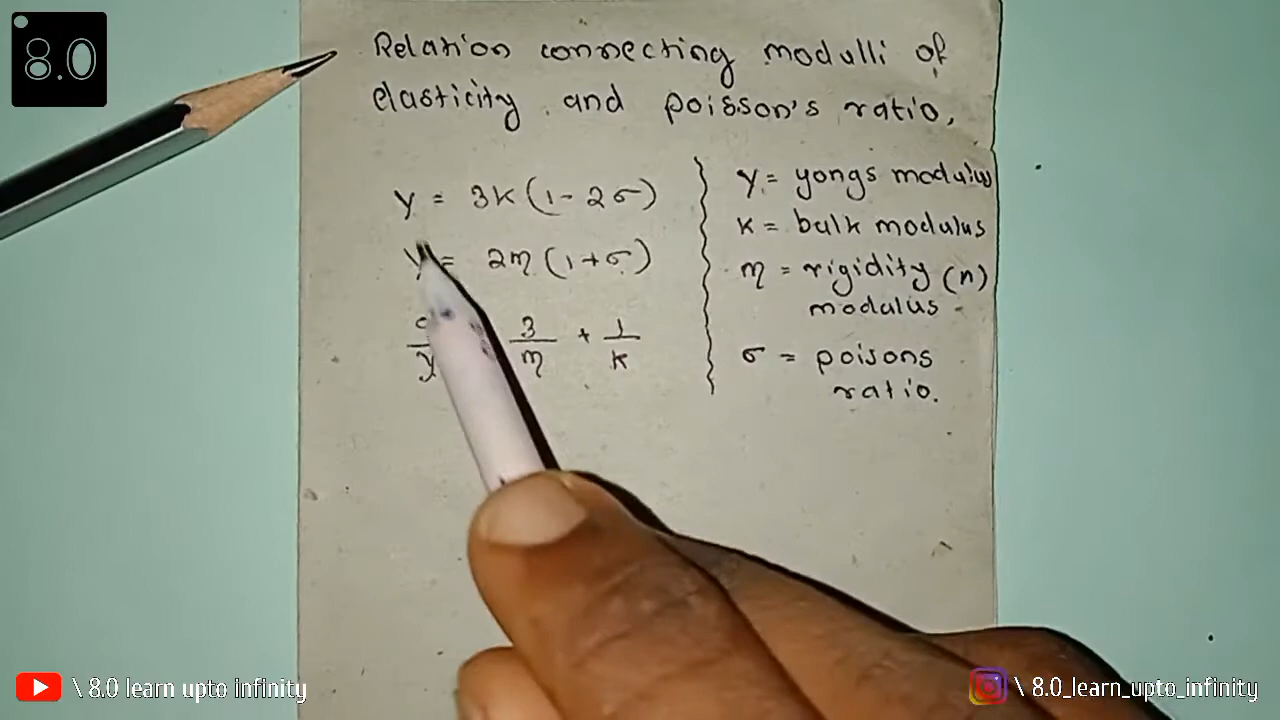 8.0
Relation connecting modulli of
elasticity and poisson's ratio,
Y = 3K (1 - 2σ)
Y = 2η (1 + σ)
/ y 3/η + 1/K
Y = yongs modulus
K = bulk modulus
η = rigidity (n)
modulus
σ = poisons
ratio.
\ 8.0 learn upto infinity
\ 8.0_learn_upto_infinity